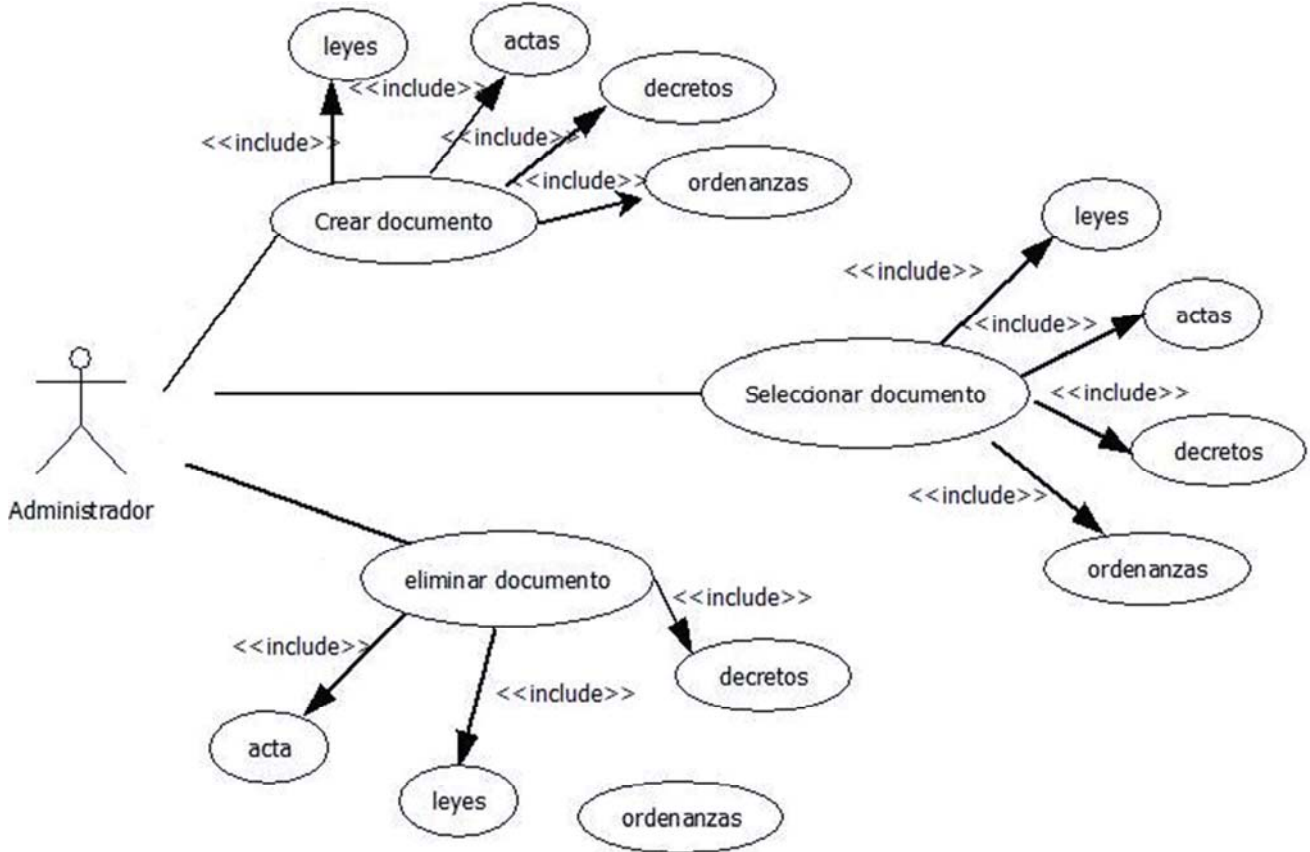 leyes
actas
<<include>>
decretos
<<include>>
<<include>>
<<include>>
ordenanzas
Crear documento
leyes
<<include>>
actas
<<include>>
Seleccionar documento
<<include>>
decretos
<<include>>
ordenanzas
Administrador
eliminar documento
<<include>>
<<include>>
decretos
<<include>>
acta
leyes
ordenanzas